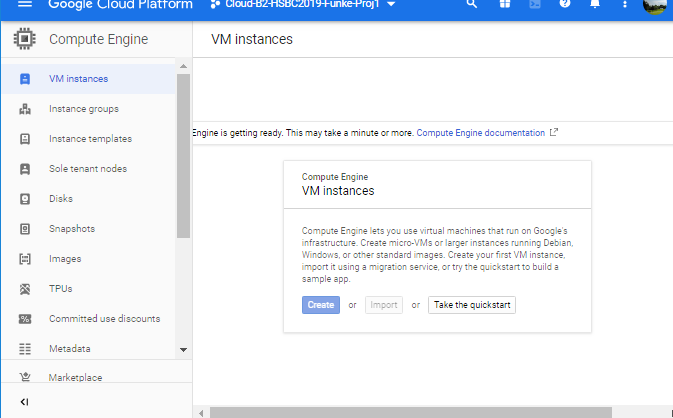 Google Cloud Platform
Cloud-B2-HSBC2019-Funke-Proj1
Compute Engine
VM instances
VM instances
Instance groups
Instance templates
Sole tenant nodes
Disks
Snapshots
Images
TPUs
Committed use discounts
Metadata
Marketplace
Engine is getting ready. This may take a minute or more. Compute Engine documentation
Compute Engine
VM instances
Compute Engine lets you use virtual machines that run on Google's
infrastructure. Create micro-VMs or larger instances running Debian,
Windows, or other standard images. Create your first VM instance,
import it using a migration service, or try the quickstart to build a
sample app.
Create or Import or Take the quickstart